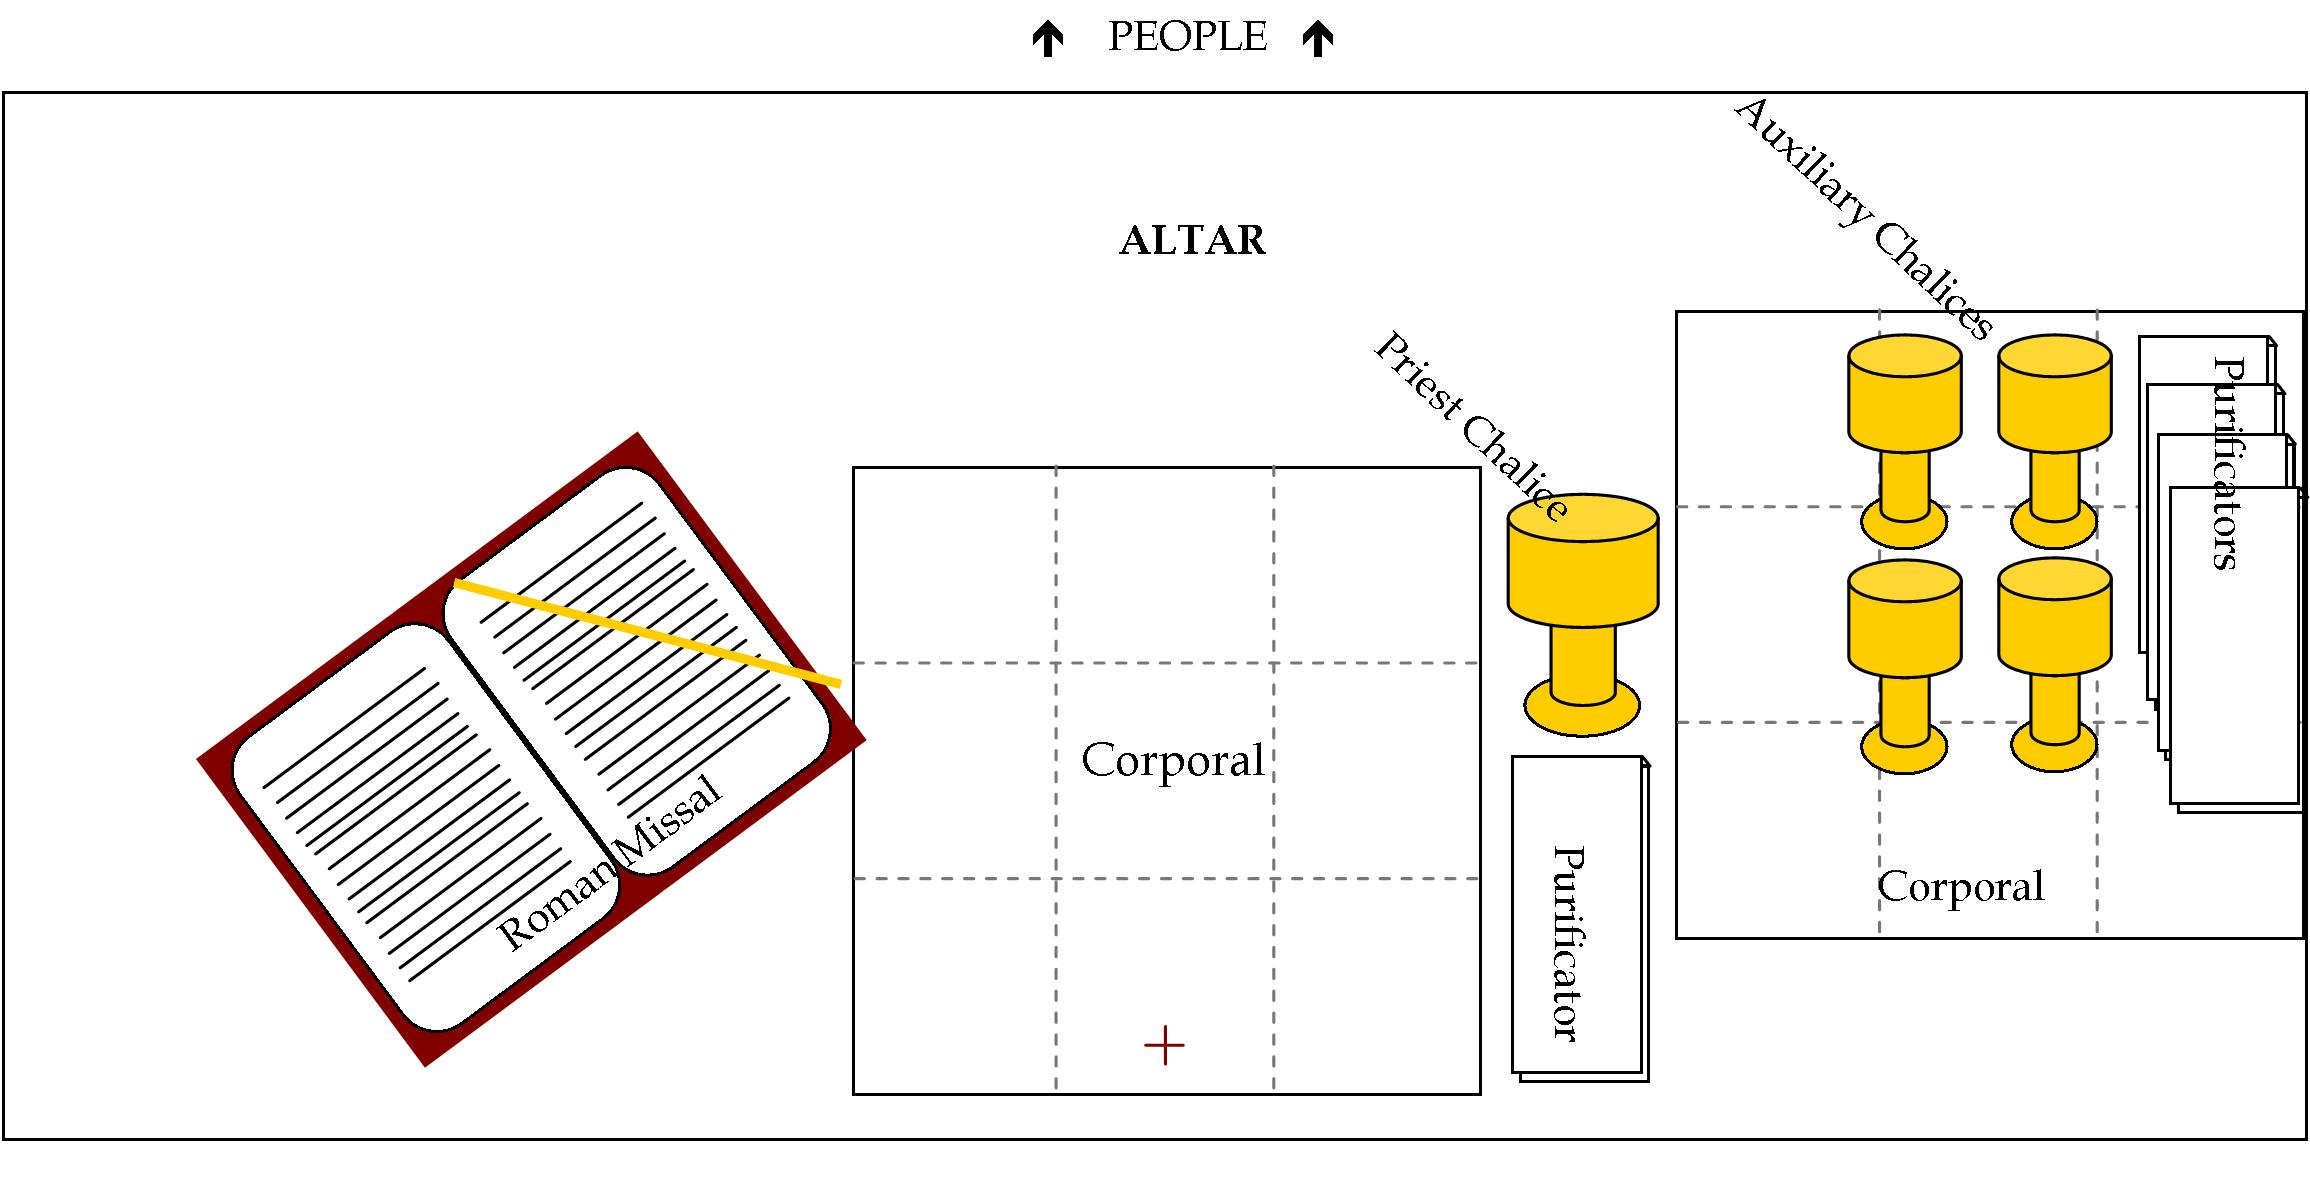 PEOPLE
ALTAR
Auxiliary Chalices
Priest Chalice
Purificators
Roman Missal
Corporal
Purificator
Corporal